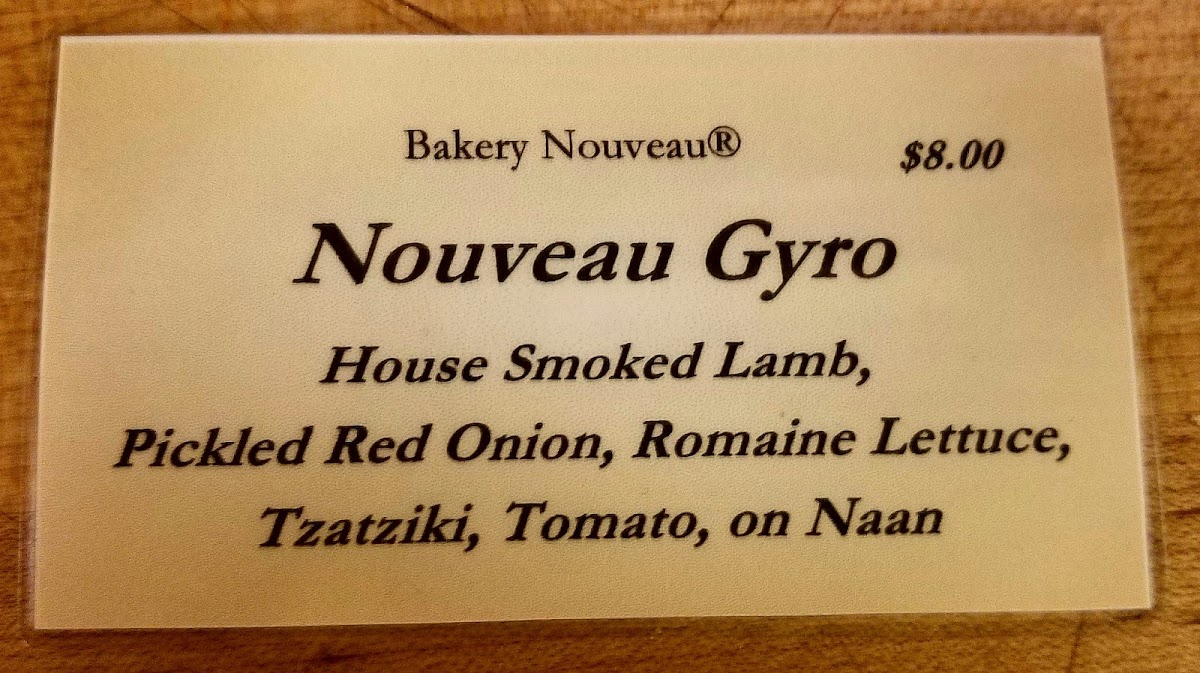 Bakery Nouveau® $8.00
Nouveau Gyro
House Smoked Lamb,
Pickled Red Onion, Romaine Lettuce,
Tzatziki, Tomato, on Naan